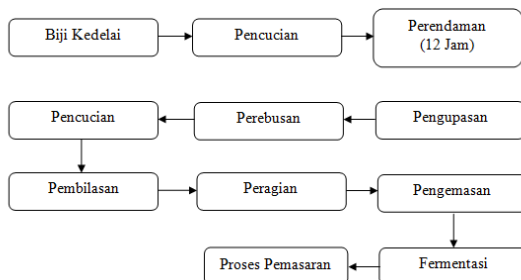 Biji Kedelai
Pencucian
Perendaman
(12 Jam)
Pengupasan
Perebusan
Pencucian
Pembilasan
Peragian
Pengemasan
Fermentasi
Proses Pemasaran